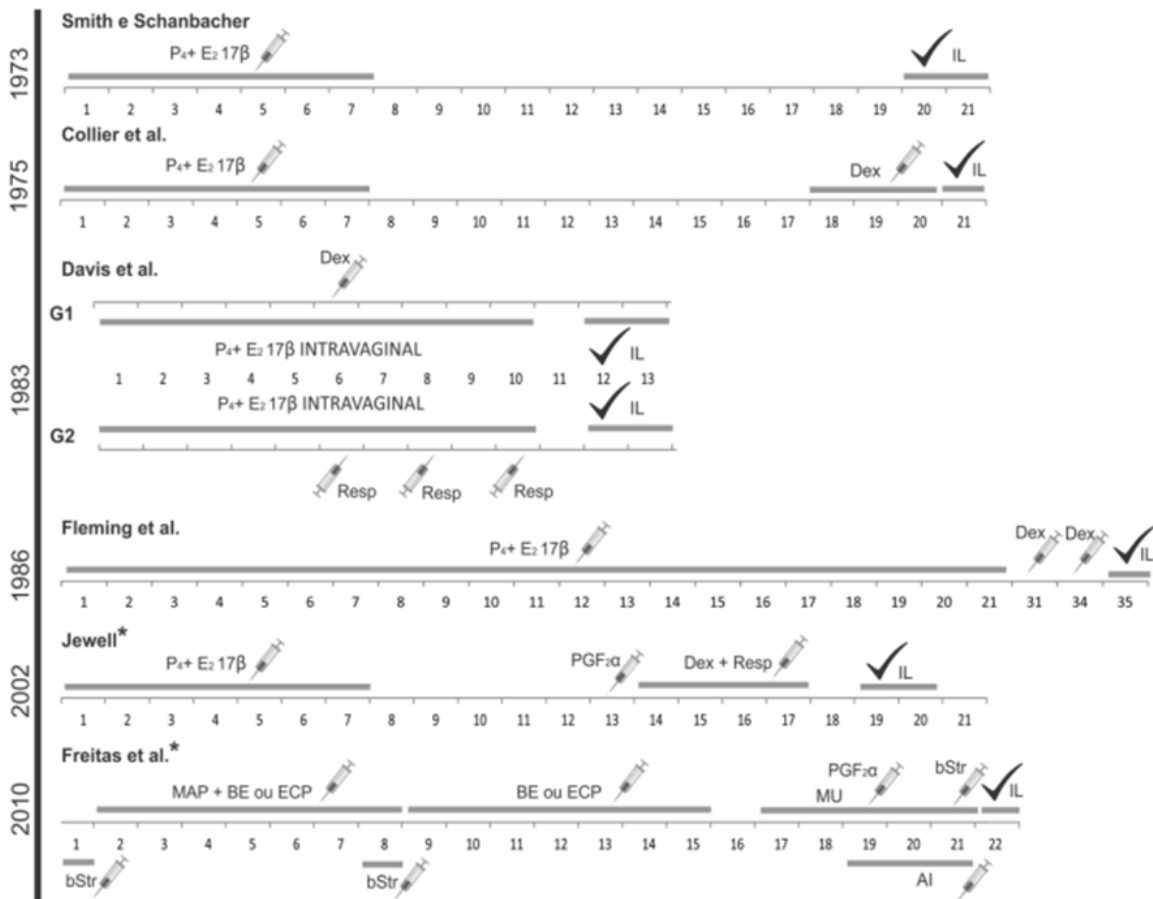 Smith e Schanbacher
1973
P₄+ E₂ 17β
IL
1 2 3 4 5 6 7 8 9 10 11 12 13 14 15 16 17 17 19 20 21
Collier et al.
1975
P₄+ E₂ 17β
Dex
IL
1 2 3 4 5 6 7 8 9 10 11 12 13 14 15 16 17 18 19 20 21
Davis et al.
1983
Dex
G1
P₄+ E₂ 17β INTRAVAGINAL
IL
1 2 3 4 5 6 7 8 9 10 11 12 13
P₄+ E₂ 17β INTRAVAGINAL
IL
G2
Resp Resp Resp
Fleming et al.
1986
P₄+ E₂ 17β
Dex Dex
IL
1 2 3 4 5 6 7 8 9 10 11 12 13 14 15 16 17 18 19 20 21 31 34 35
Jewell*
2002
P₄+ E₂ 17β
PGF₂α
Dex + Resp
IL
1 2 3 4 5 6 7 8 9 10 11 12 13 14 15 16 17 18 19 20 21
Freitas et al.*
2010
MAP + BE ou ECP
BE ou ECP
PGF₂α
MU
bStr
IL
1 2 3 4 5 6 7 8 9 10 11 12 13 14 15 16 17 18 19 20 21 22
bStr bStr AI